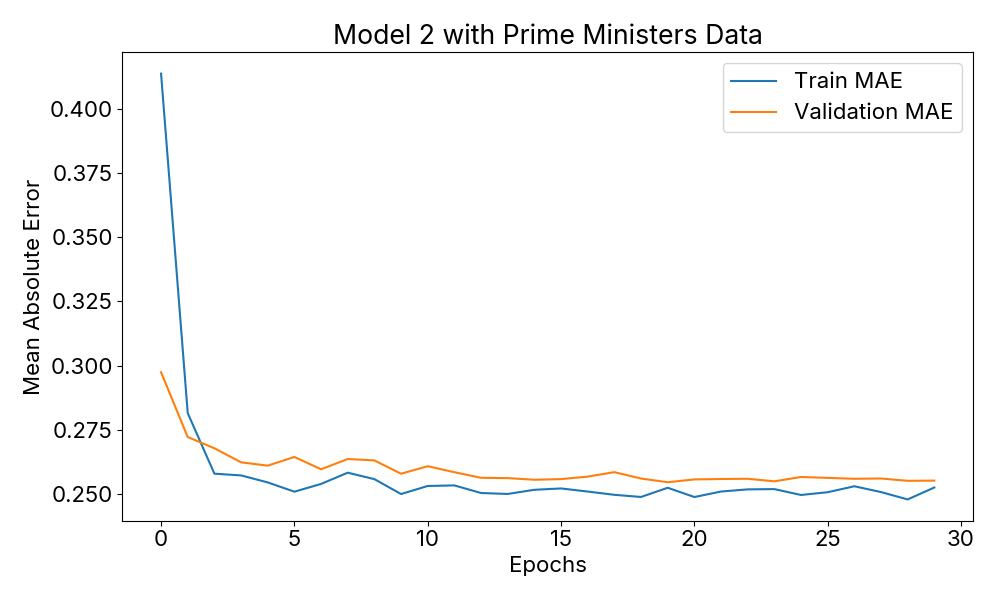 Model 2 with Prime Ministers Data
Train MAE
Validation MAE
Mean Absolute Error
0.400
0.375
0.350
0.325
0.300
0.275
0.250
0 5 10 15 20 25 30
Epochs